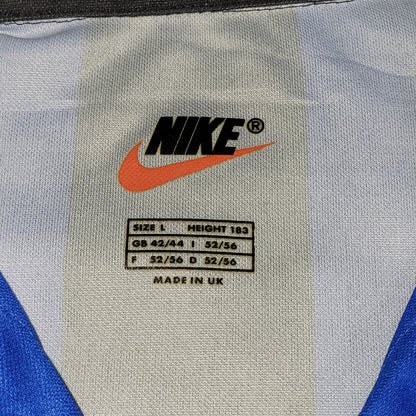 NIKE®
SIZE L HEIGHT 183
GB 42/44 I 52/56
F 52/56 D 52/56
MADE IN UK